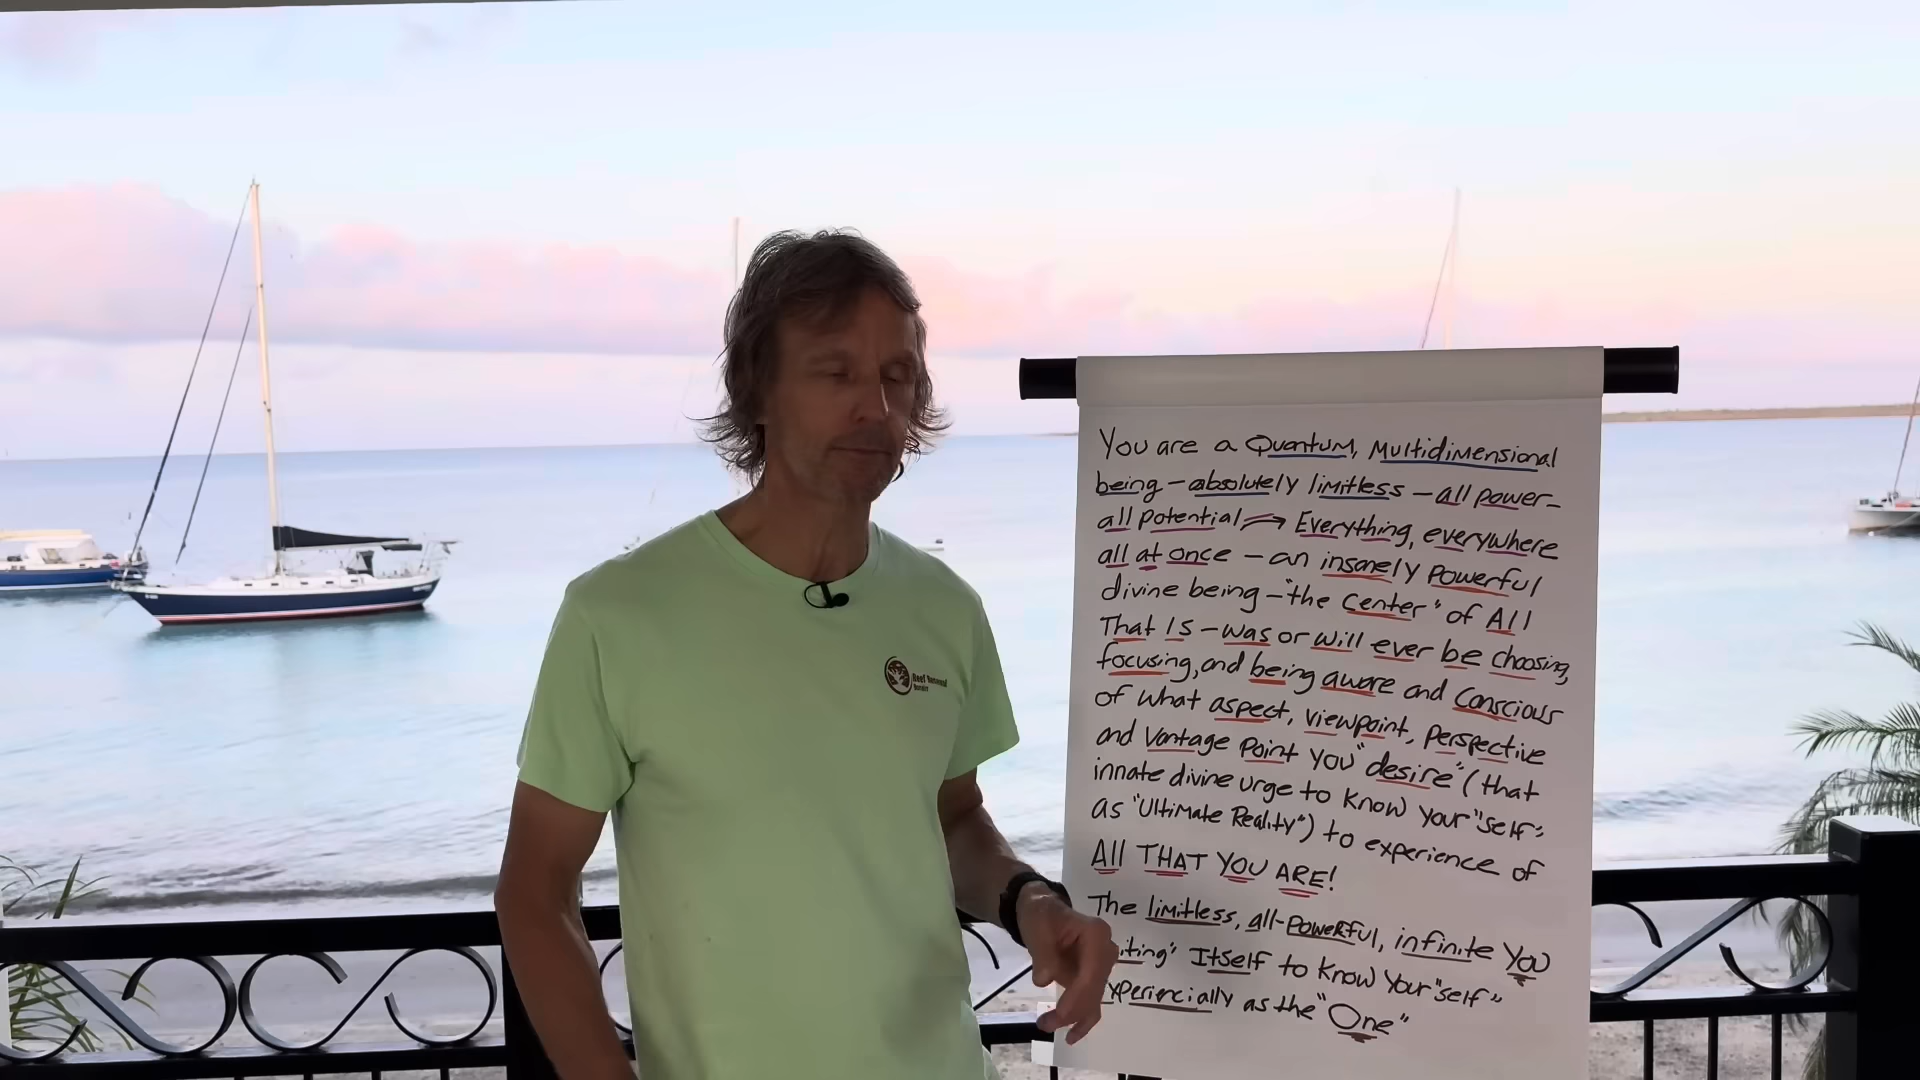 You are a Quantum, Multidimensional
being – absolutely limitless – all power –
all potential → Everything, everywhere
all at once – an insanely powerful
divine being – "the center" of All
That Is – was or will ever be choosing,
focusing, and being aware and conscious
of what aspect, viewpoint, perspective
and vantage point you "desire" (that
innate divine urge to know your "self"
as "Ultimate Reality") to experience of
All THAT YOU ARE!
The limitless, all-powerful, infinite You
Itself to know your "self"
as the "One"
Reef Renewal
Bonaire